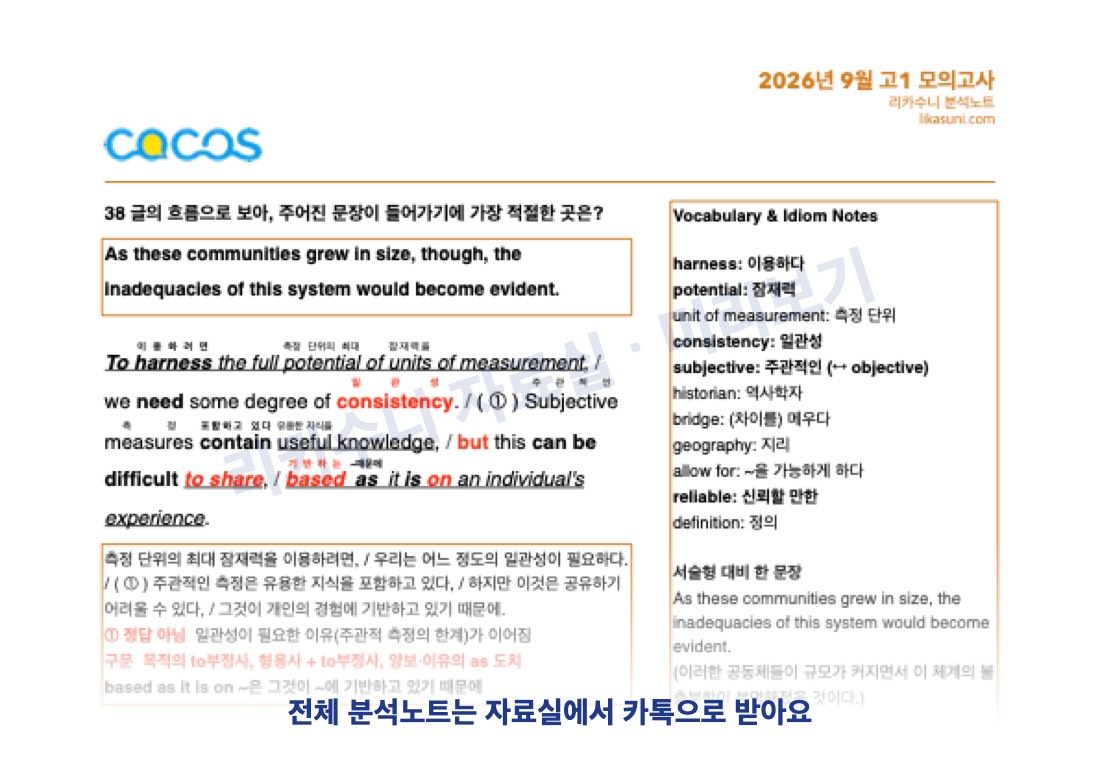 2026년 9월 고1 모의고사
리카수니 분석노트
likasuni.com
cacos
38 글의 흐름으로 보아, 주어진 문장이 들어가기에 가장 적절한 곳은?
As these communities grew in size, though, the
inadequacies of this system would become evident.
이용하려면 측정 단위의 최대 잠재력을
To harness the full potential of units of measurement, /
일관성 주관적인
we need some degree of consistency. / ( ① ) Subjective
측정 포함하고 있다 유용한 지식을
measures contain useful knowledge, / but this can be
기반하는 ~때문에
difficult to share, / based as it is on an individual's
experience.
측정 단위의 최대 잠재력을 이용하려면, / 우리는 어느 정도의 일관성이 필요하다.
/ ( ① ) 주관적인 측정은 유용한 지식을 포함하고 있다, / 하지만 이것은 공유하기
어려울 수 있다, / 그것이 개인의 경험에 기반하고 있기 때문에.
① 정답 아님 일관성이 필요한 이유(주관적 측정의 한계)가 이어짐
구문 목적의 to부정사, 형용사 + to부정사, 양보·이유의 as 도치
based as it is on ~은 그것이 ~에 기반하고 있기 때문에
Vocabulary & Idiom Notes
harness: 이용하다
potential: 잠재력
unit of measurement: 측정 단위
consistency: 일관성
subjective: 주관적인 (↔ objective)
historian: 역사학자
bridge: (차이를) 메우다
geography: 지리
allow for: ~을 가능하게 하다
reliable: 신뢰할 만한
definition: 정의
서술형 대비 한 문장
As these communities grew in size, the
inadequacies of this system would become
evident.
(이러한 공동체들이 규모가 커지면서 이 체계의 불
것이다.)
리카수니 자료실 · 미리보기
전체 분석노트는 자료실에서 카톡으로 받아요